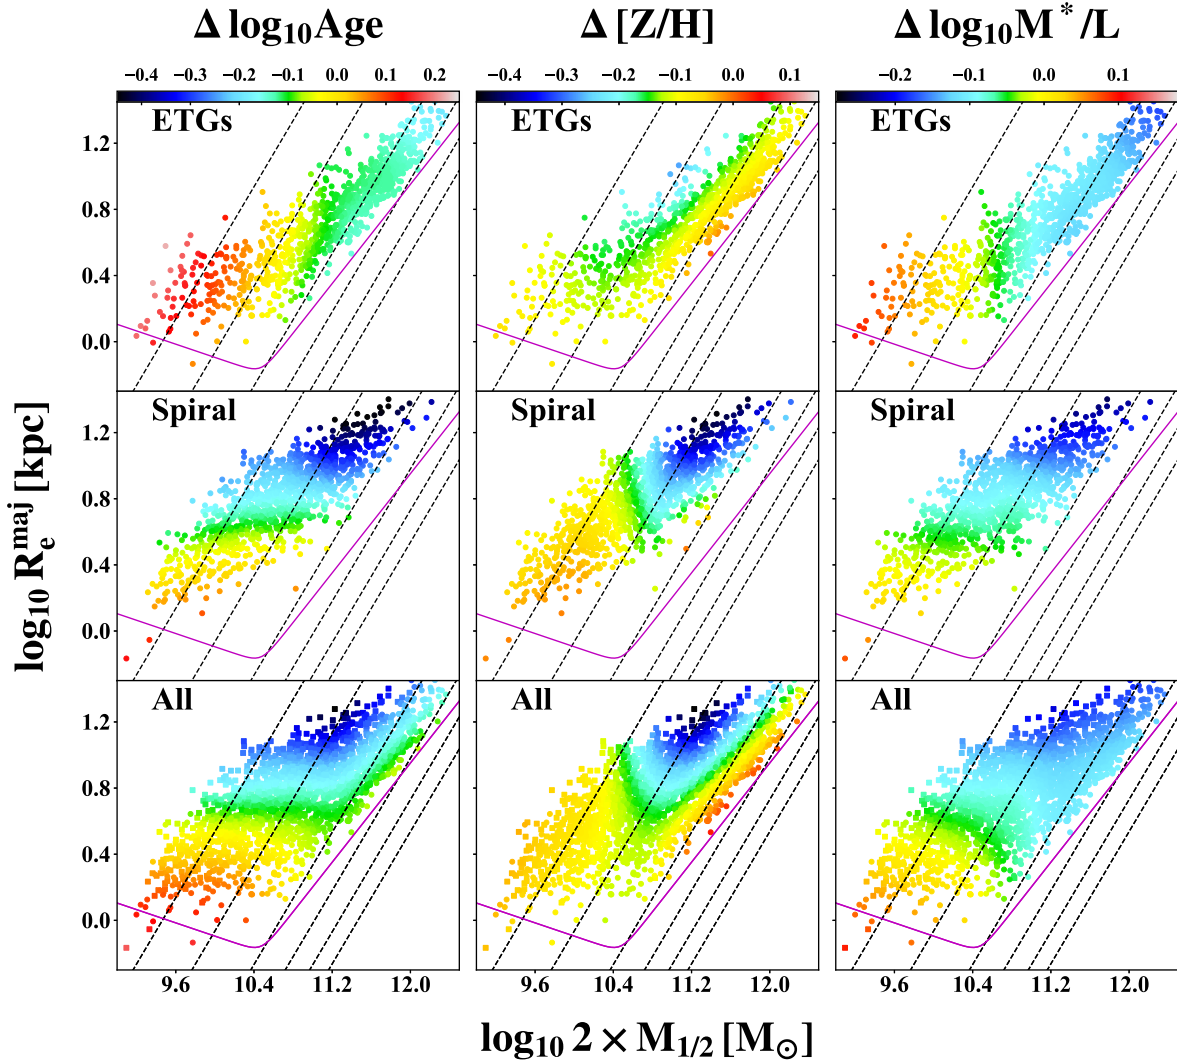 Δ log₁₀Age Δ [Z/H] Δ log₁₀M*/L
−0.4 −0.3 −0.2 −0.1 0.0 0.1 0.2 −0.4 −0.3 −0.2 −0.1 0.0 0.1 −0.2 −0.1 0.0 0.1
ETGs ETGs ETGs
1.2
0.8
0.4
0.0
Spiral Spiral Spiral
1.2
0.8
0.4
0.0
log₁₀ Rₑᵐᵃʲ [kpc]
All All All
1.2
0.8
0.4
0.0
9.6 10.4 11.2 12.0 9.6 10.4 11.2 12.0 9.6 10.4 11.2 12.0
log₁₀ 2 × M₁/₂ [M⊙]